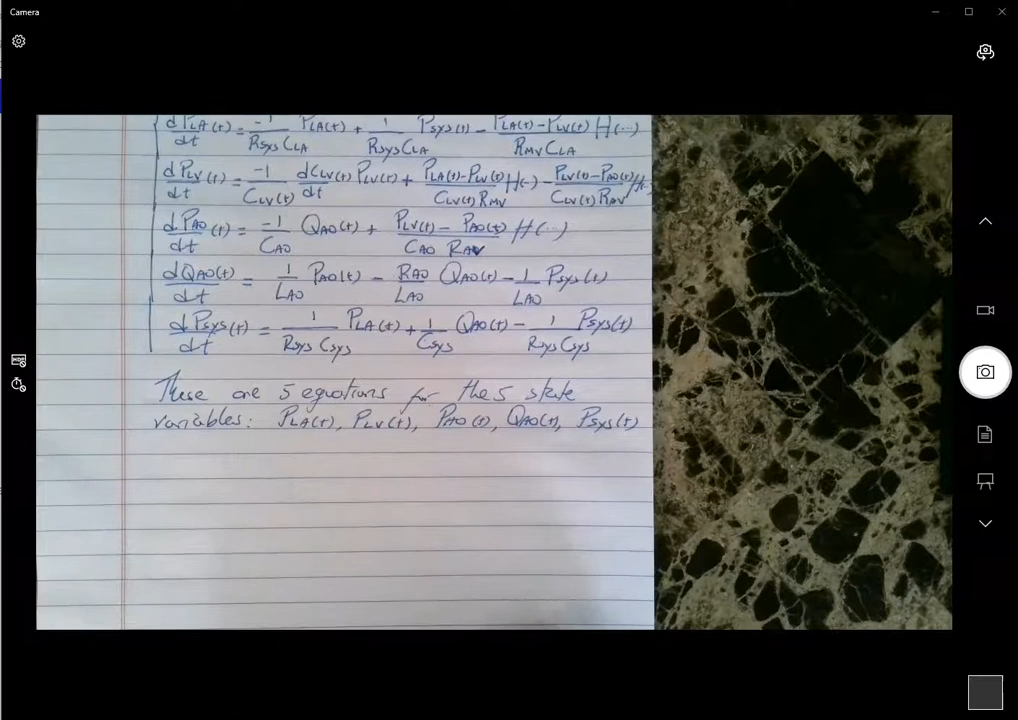 Camera
dPLA(t)/dt = -1/(RSYS CLA) PLA(t) + 1/(RSYS CLA) PSYS(t) - (PLA(t) - PLV(t))/(RMV CLA) H(...)
dPLV(t)/dt = -1/CLV(t) dCLV(t)/dt PLV(t) + (PLA(t) - PLV(t))/(CLV(t) RMV) H(...) - (PLV(t) - PAO(t))/(CLV(t) RAV) H(
dPAO(t)/dt = -1/CAO QAO(t) + (PLV(t) - PAO(t))/(CAO RAV) H(...)
dQAO(t)/dt = 1/LAO PAO(t) - RAO/LAO QAO(t) - 1/LAO PSYS(t)
dPSYS(t)/dt = 1/(RSYS CSYS) PLA(t) + 1/CSYS QAO(t) - 1/(RSYS CSYS) PSYS(t)
These are 5 equations for the 5 state
variables: PLA(t), PLV(t), PAO(t), QAO(t), PSYS(t)